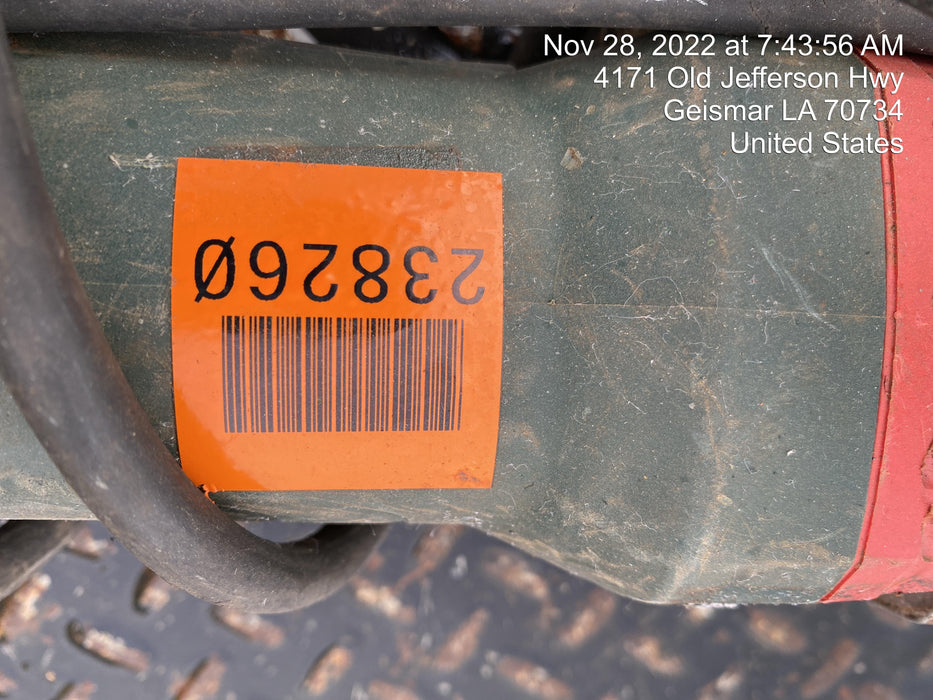 Nov 28, 2022 at 7:43:56 AM
4171 Old Jefferson Hwy
Geismar LA 70734
United States
23826Ø